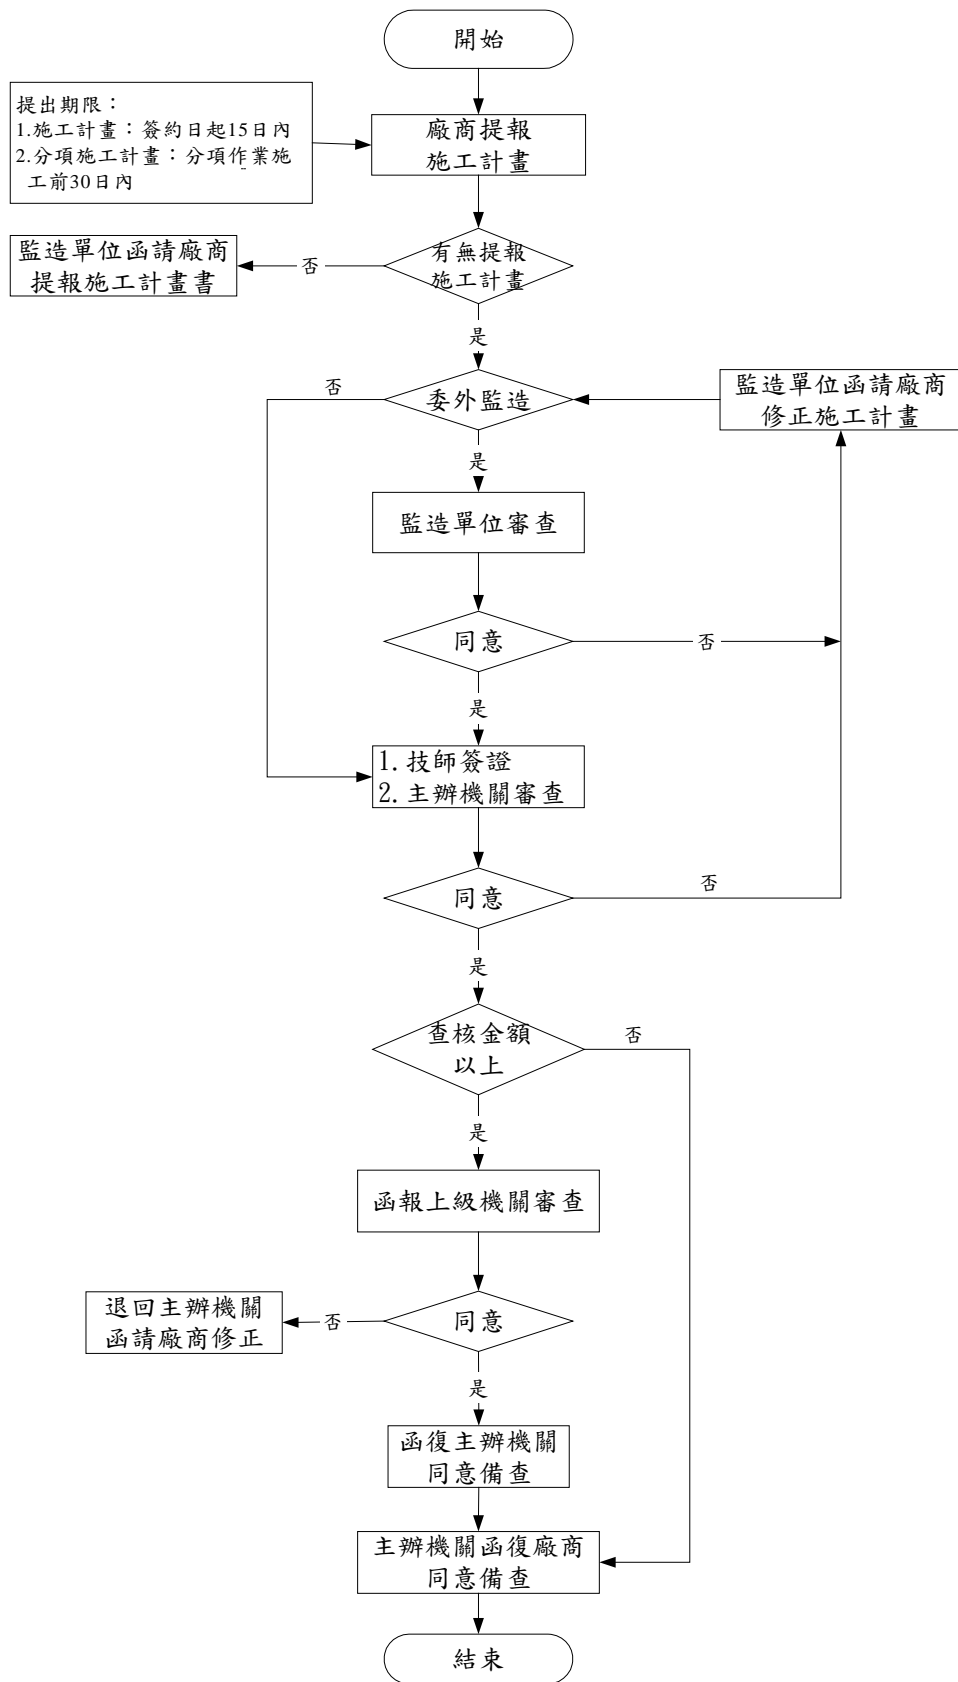 開始
提出期限：
1.施工計畫：簽約日起15日內
2.分項施工計畫：分項作業施
工前30日內
廠商提報
施工計畫
有無提報
施工計畫
否
監造單位函請廠商
提報施工計畫書
是
委外監造
否
監造單位函請廠商
修正施工計畫
是
監造單位審查
同意
否
是
1.技師簽證
2.主辦機關審查
同意
否
是
查核金額
以上
否
是
函報上級機關審查
同意
否
退回主辦機關
函請廠商修正
是
函復主辦機關
同意備查
主辦機關函復廠商
同意備查
結束